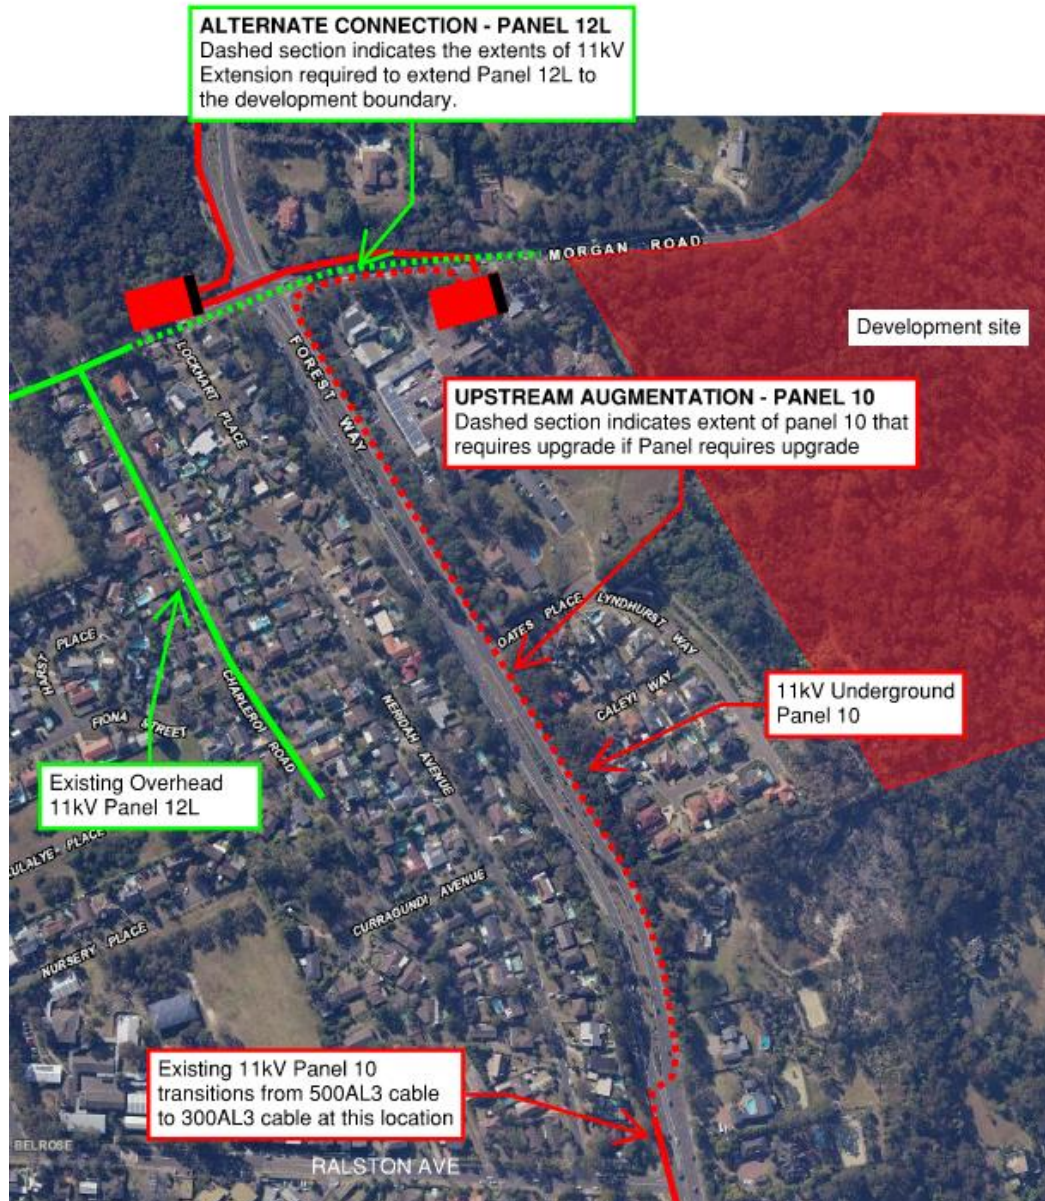 ALTERNATE CONNECTION - PANEL 12L
Dashed section indicates the extents of 11kV
Extension required to extend Panel 12L to
the development boundary.
MORGAN ROAD
Development site
LOCKHART PLACE
FOREST WAY
UPSTREAM AUGMENTATION - PANEL 10
Dashed section indicates extent of panel 10 that
requires upgrade if Panel requires upgrade
OATES PLACE
LYNDHURST WAY
CALEYI WAY
11kV Underground
Panel 10
HARST PLACE
FIONA STREET
CHARLEROI ROAD
NERIDAH AVENUE
Existing Overhead
11kV Panel 12L
ULALYE PLACE
CURRAGUNDI AVENUE
NURSERY PLACE
Existing 11kV Panel 10
transitions from 500AL3 cable
to 300AL3 cable at this location
BELROSE
RALSTON AVE